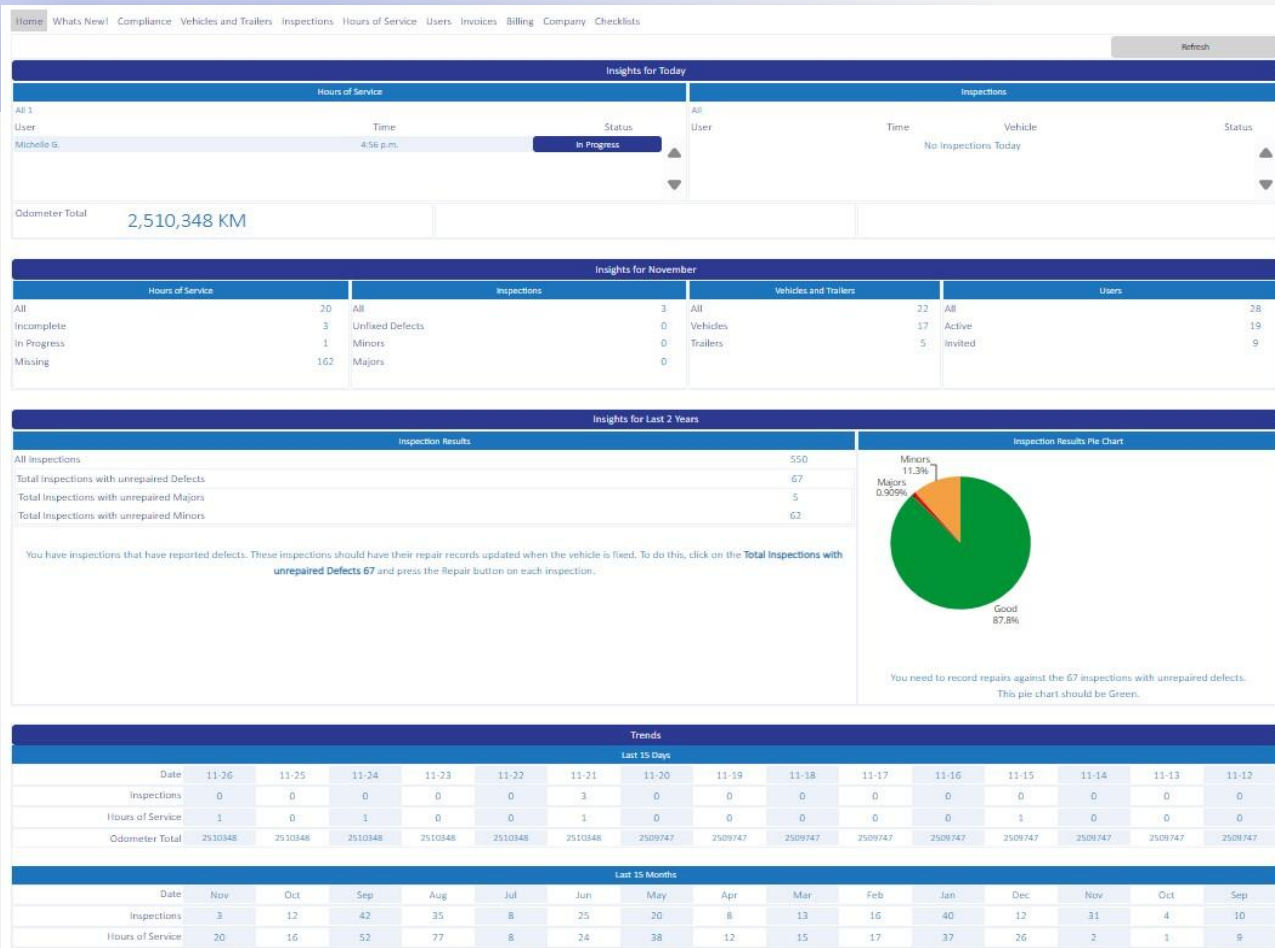 Home Whats New! Compliance Vehicles and Trailers Inspections Hours of Service Users Invoices Billing Company Checklists
Refresh
Insights for Today
Hours of Service Inspections
All 1 All
User Time Status User Time Vehicle Status
Michelle G. 4:56 p.m. In Progress No Inspections Today
Odometer Total 2,510,348 KM
Insights for November
Hours of Service Inspections Vehicles and Trailers Users
All 20 All 3 All 22 All 28
Incomplete 3 Unfixed Defects 0 Vehicles 17 Active 19
In Progress 1 Minors 0 Trailers 5 Invited 9
Missing 162 Majors 0
Insights for Last 2 Years
Inspection Results Inspection Results Pie Chart
All Inspections 550
Total Inspections with unrepaired Defects 67
Total Inspections with unrepaired Majors 5
Total Inspections with unrepaired Minors 62
You have inspections that have reported defects. These inspections should have their repair records updated when the vehicle is fixed. To do this, click on the Total Inspections with
unrepaired Defects 67 and press the Repair button on each inspection.
Minors
11.3%
Majors
0.909%
Good
87.8%
You need to record repairs against the 67 inspections with unrepaired defects.
This pie chart should be Green.
Trends
Last 15 Days
Date 11-26 11-25 11-24 11-23 11-22 11-21 11-20 11-19 11-18 11-17 11-16 11-15 11-14 11-13 11-12
Inspections 0 0 0 0 0 3 0 0 0 0 0 0 0 0 0
Hours of Service 1 0 1 0 0 1 0 0 0 0 0 1 0 0 0
Odometer Total 2510348 2510348 2510348 2510348 2510348 2510348 2509747 2509747 2509747 2509747 2509747 2509747 2509747 2509747 2509747
Last 15 Months
Date Nov Oct Sep Aug Jul Jun May Apr Mar Feb Jan Dec Nov Oct Sep
Inspections 3 12 42 35 8 25 20 8 13 16 40 12 31 4 10
Hours of Service 20 16 52 77 8 24 38 12 15 17 37 26 2 1 9